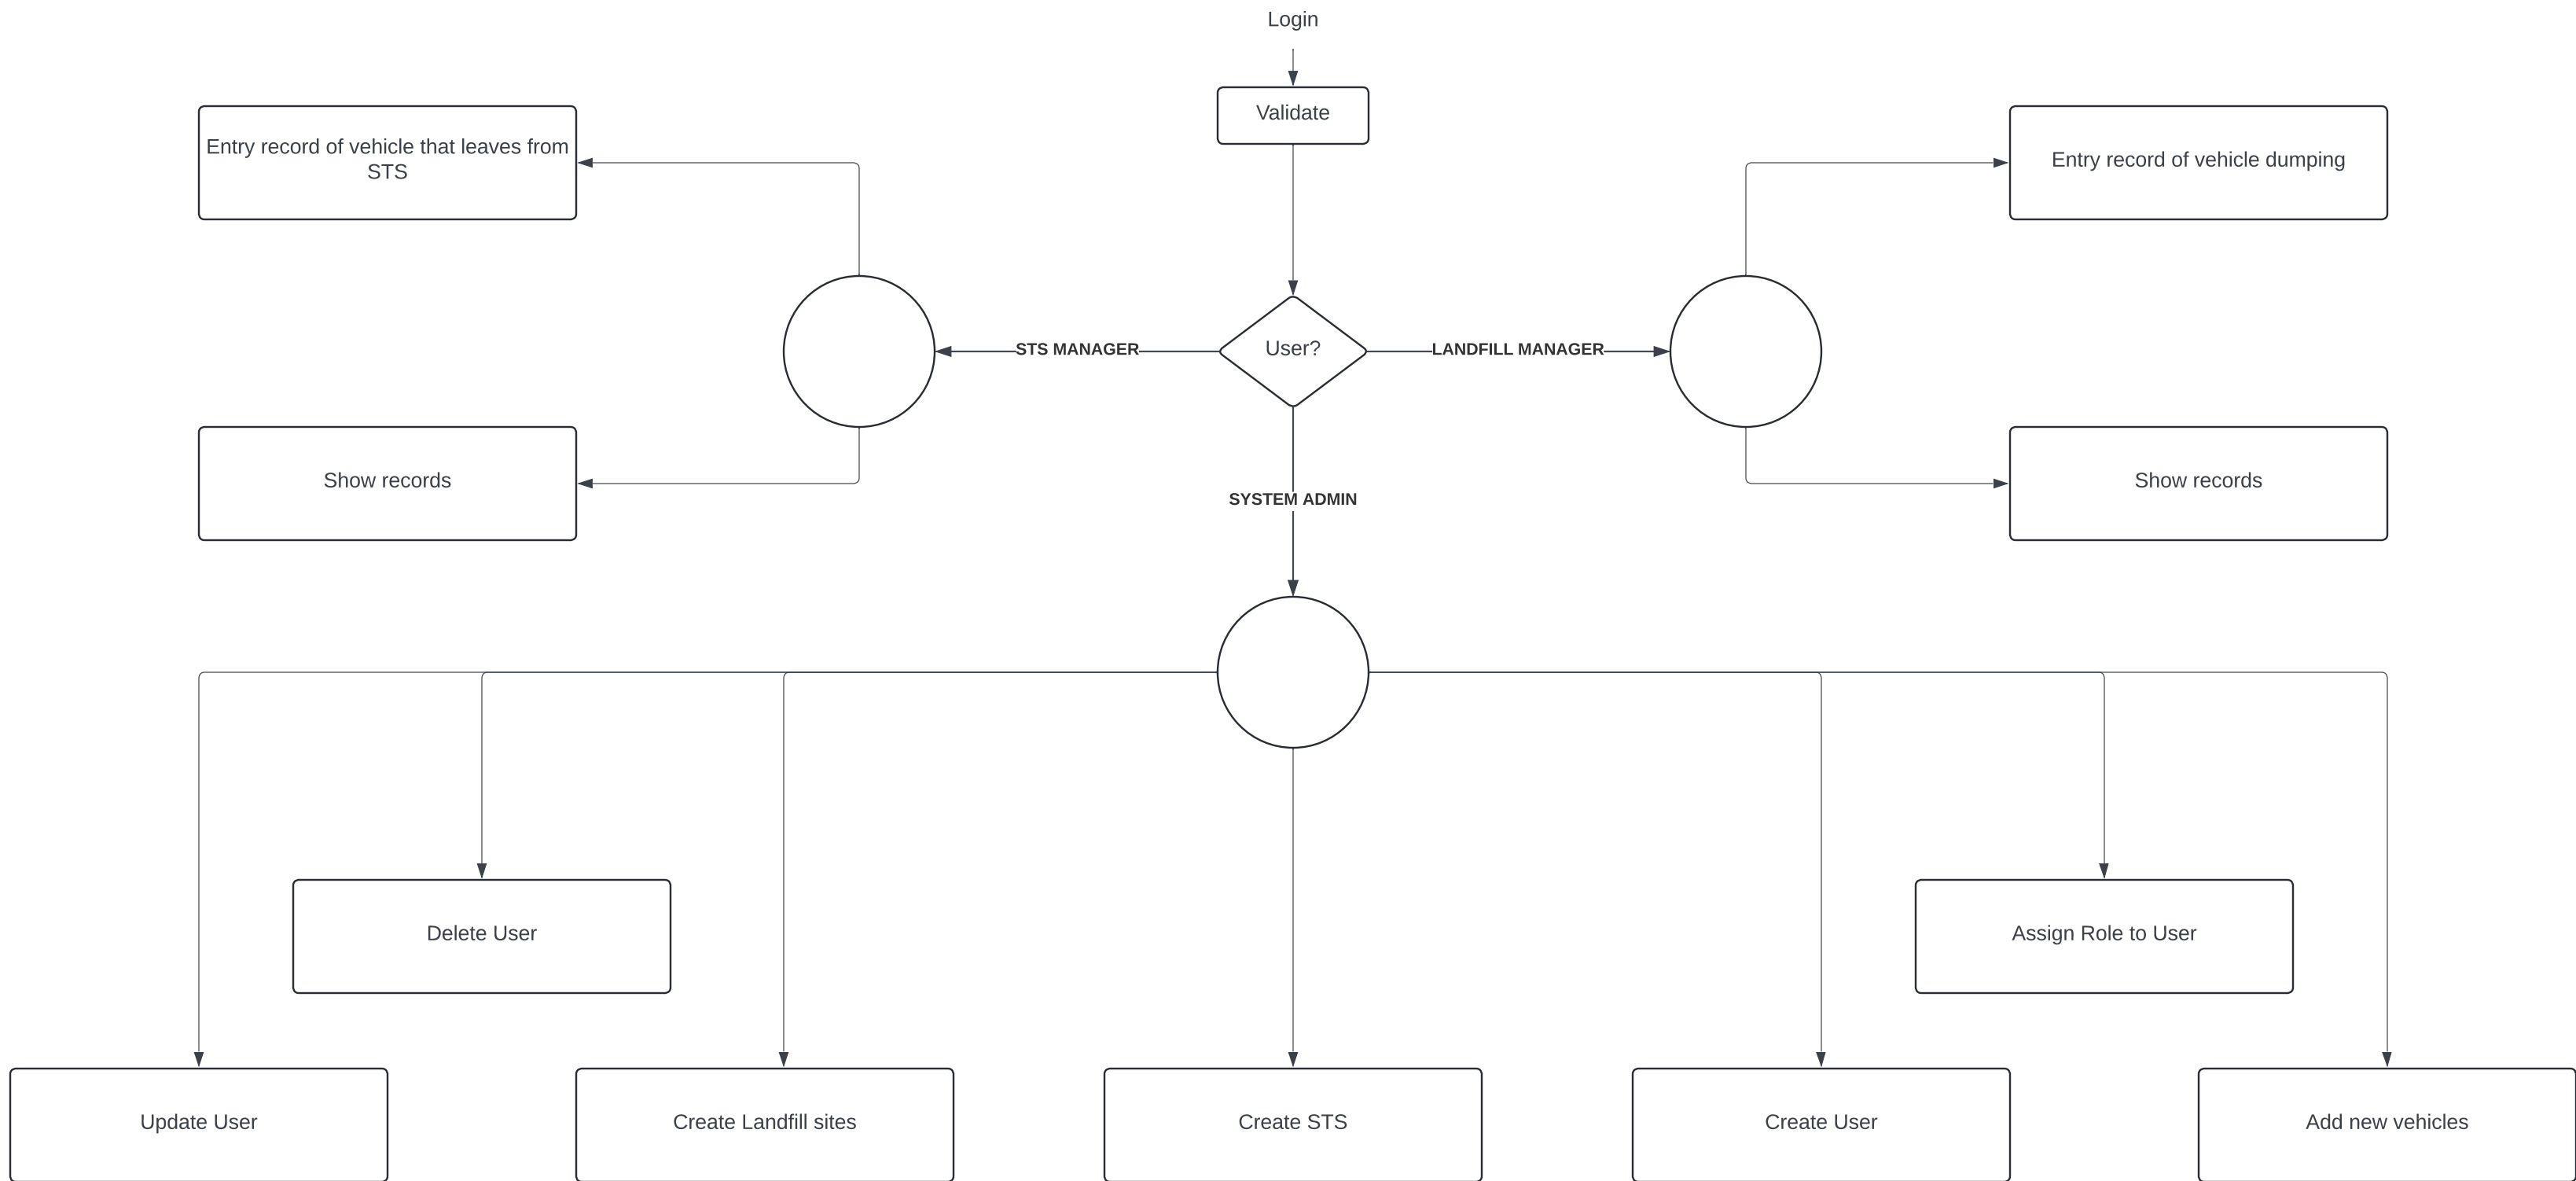 Login
Validate
Entry record of vehicle that leaves from
STS
Entry record of vehicle dumping
STS MANAGER
User?
LANDFILL MANAGER
Show records
Show records
SYSTEM ADMIN
Delete User
Assign Role to User
Update User
Create Landfill sites
Create STS
Create User
Add new vehicles